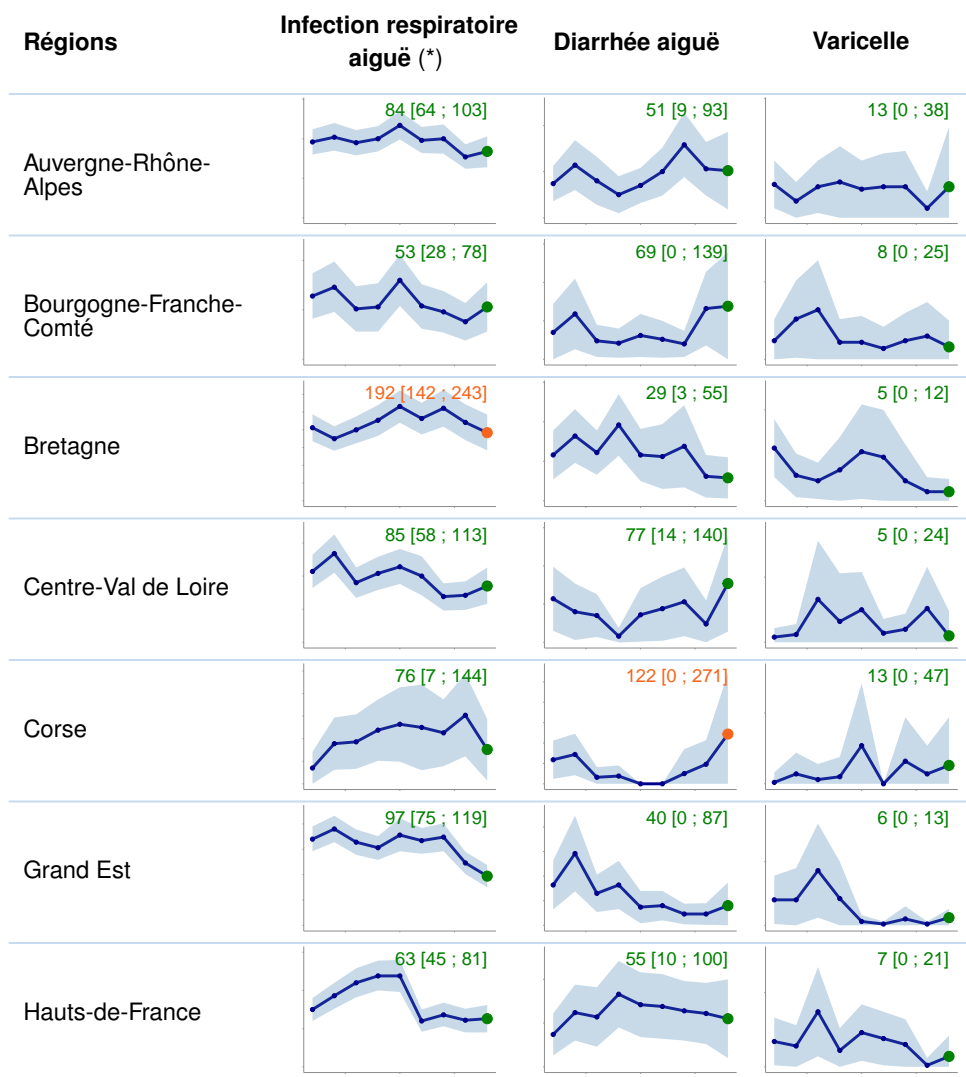 Régions
Infection respiratoire
aiguë (*)
Diarrhée aiguë
Varicelle
Auvergne-Rhône-
Alpes
84 [64 ; 103]
51 [9 ; 93]
13 [0 ; 38]
Bourgogne-Franche-
Comté
53 [28 ; 78]
69 [0 ; 139]
8 [0 ; 25]
Bretagne
192 [142 ; 243]
29 [3 ; 55]
5 [0 ; 12]
Centre-Val de Loire
85 [58 ; 113]
77 [14 ; 140]
5 [0 ; 24]
Corse
76 [7 ; 144]
122 [0 ; 271]
13 [0 ; 47]
Grand Est
97 [75 ; 119]
40 [0 ; 87]
6 [0 ; 13]
Hauts-de-France
63 [45 ; 81]
55 [10 ; 100]
7 [0 ; 21]